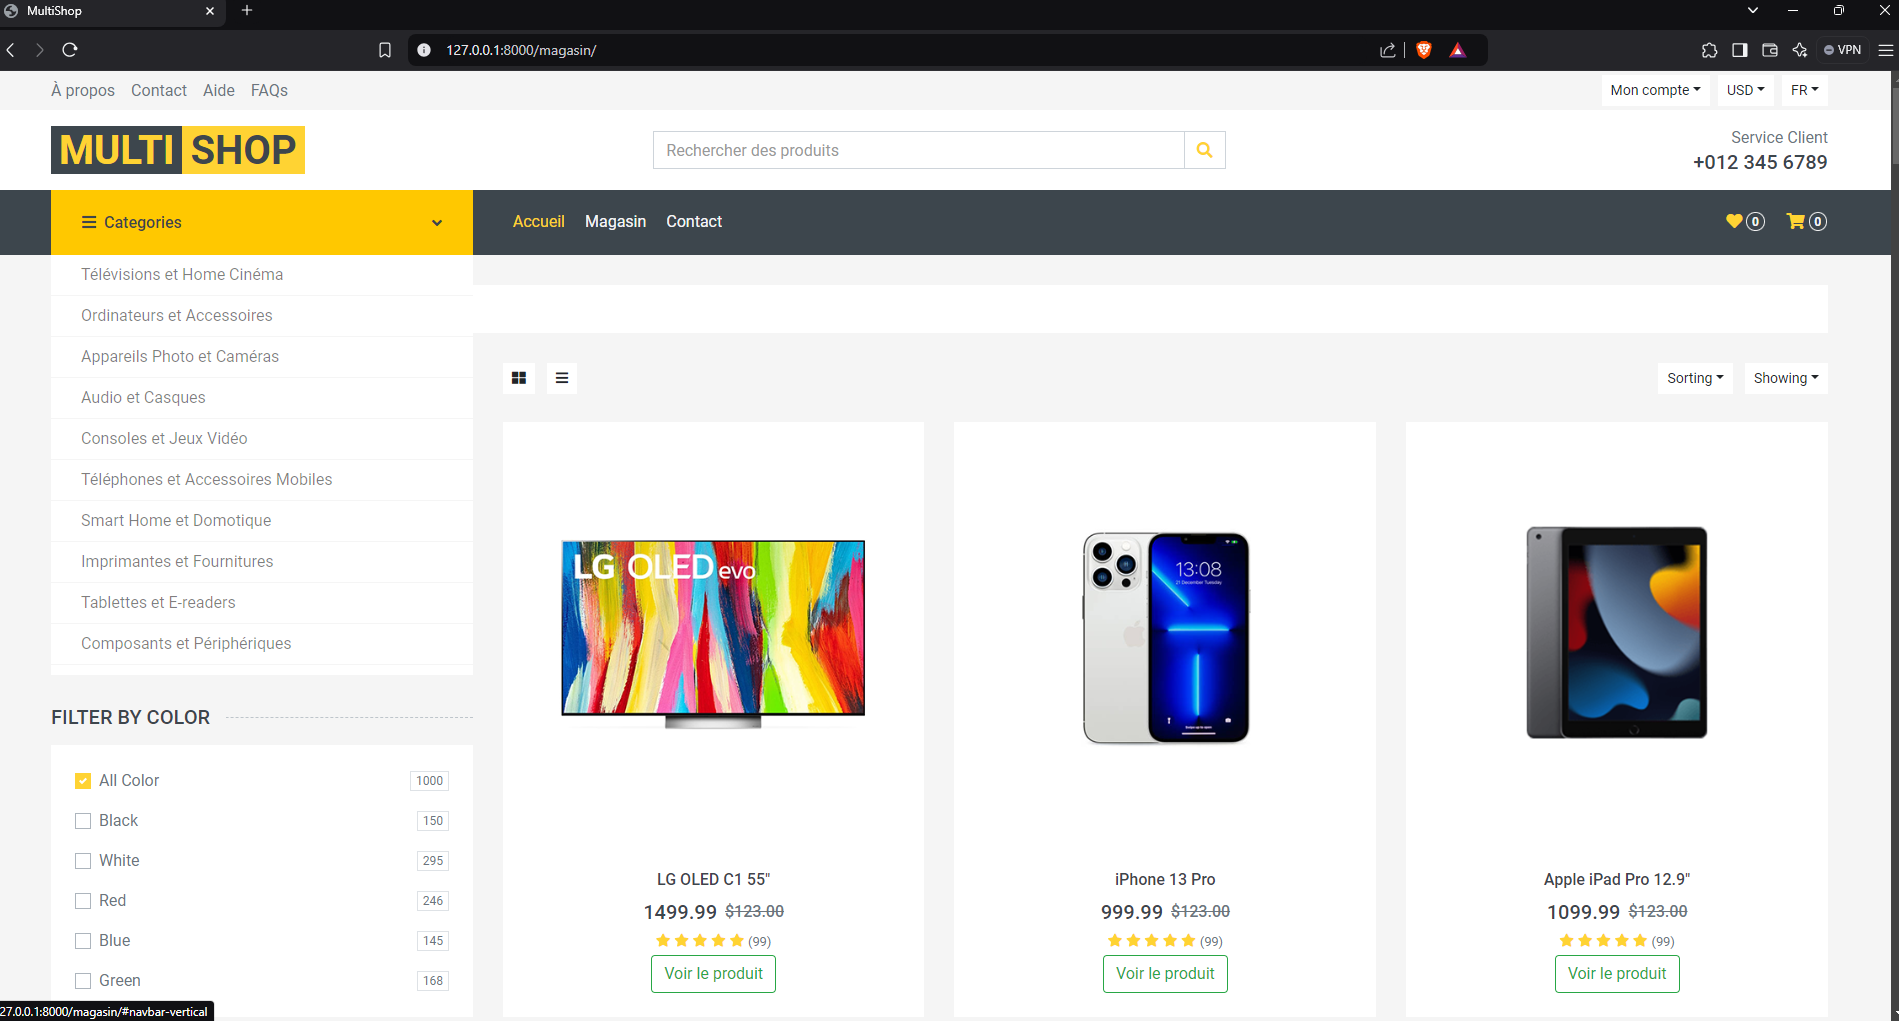 MultiShop
127.0.0.1:8000/magasin/
VPN
À propos Contact Aide FAQs
Mon compte USD FR
MULTI SHOP
Rechercher des produits
Service Client
+012 345 6789
Categories
Accueil Magasin Contact
0 0
Télévisions et Home Cinéma
Ordinateurs et Accessoires
Appareils Photo et Caméras
Audio et Casques
Consoles et Jeux Vidéo
Téléphones et Accessoires Mobiles
Smart Home et Domotique
Imprimantes et Fournitures
Tablettes et E-readers
Composants et Périphériques
FILTER BY COLOR
All Color 1000
Black 150
White 295
Red 246
Blue 145
Green 168
Sorting Showing
LG OLED evo
13:08
21 December Tuesday
LG OLED C1 55"
1499.99 $123.00
(99)
Voir le produit
iPhone 13 Pro
999.99 $123.00
(99)
Voir le produit
Apple iPad Pro 12.9"
1099.99 $123.00
(99)
Voir le produit
27.0.0.1:8000/magasin/#navbar-vertical